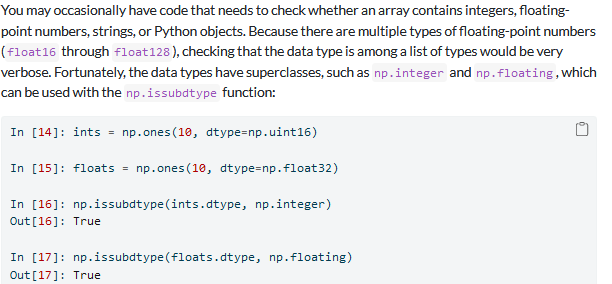 You may occasionally have code that needs to check whether an array contains integers, floating-
point numbers, strings, or Python objects. Because there are multiple types of floating-point numbers
(float16 through float128), checking that the data type is among a list of types would be very
verbose. Fortunately, the data types have superclasses, such as np.integer and np.floating, which
can be used with the np.issubdtype function:
In [14]: ints = np.ones(10, dtype=np.uint16)
In [15]: floats = np.ones(10, dtype=np.float32)
In [16]: np.issubdtype(ints.dtype, np.integer)
Out[16]: True
In [17]: np.issubdtype(floats.dtype, np.floating)
Out[17]: True